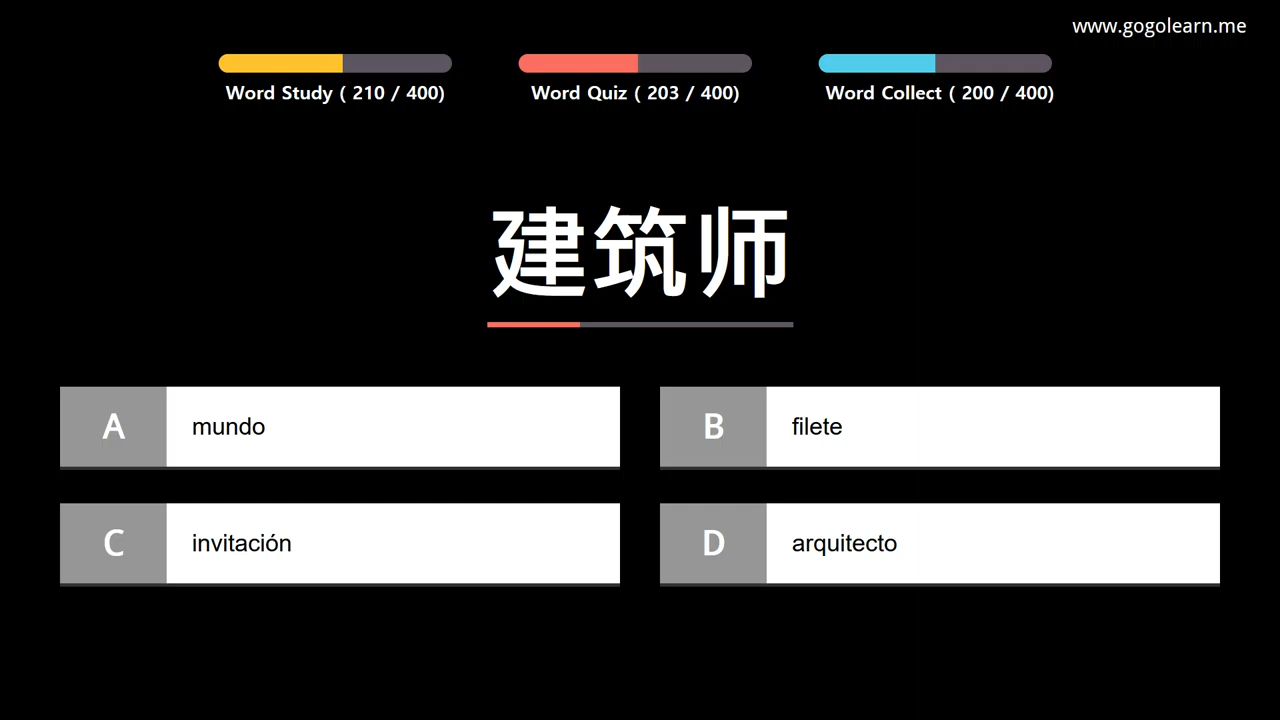 www.gogolearn.me
Word Study ( 210 / 400)
Word Quiz ( 203 / 400)
Word Collect ( 200 / 400)
建筑师
A mundo
B filete
C invitación
D arquitecto